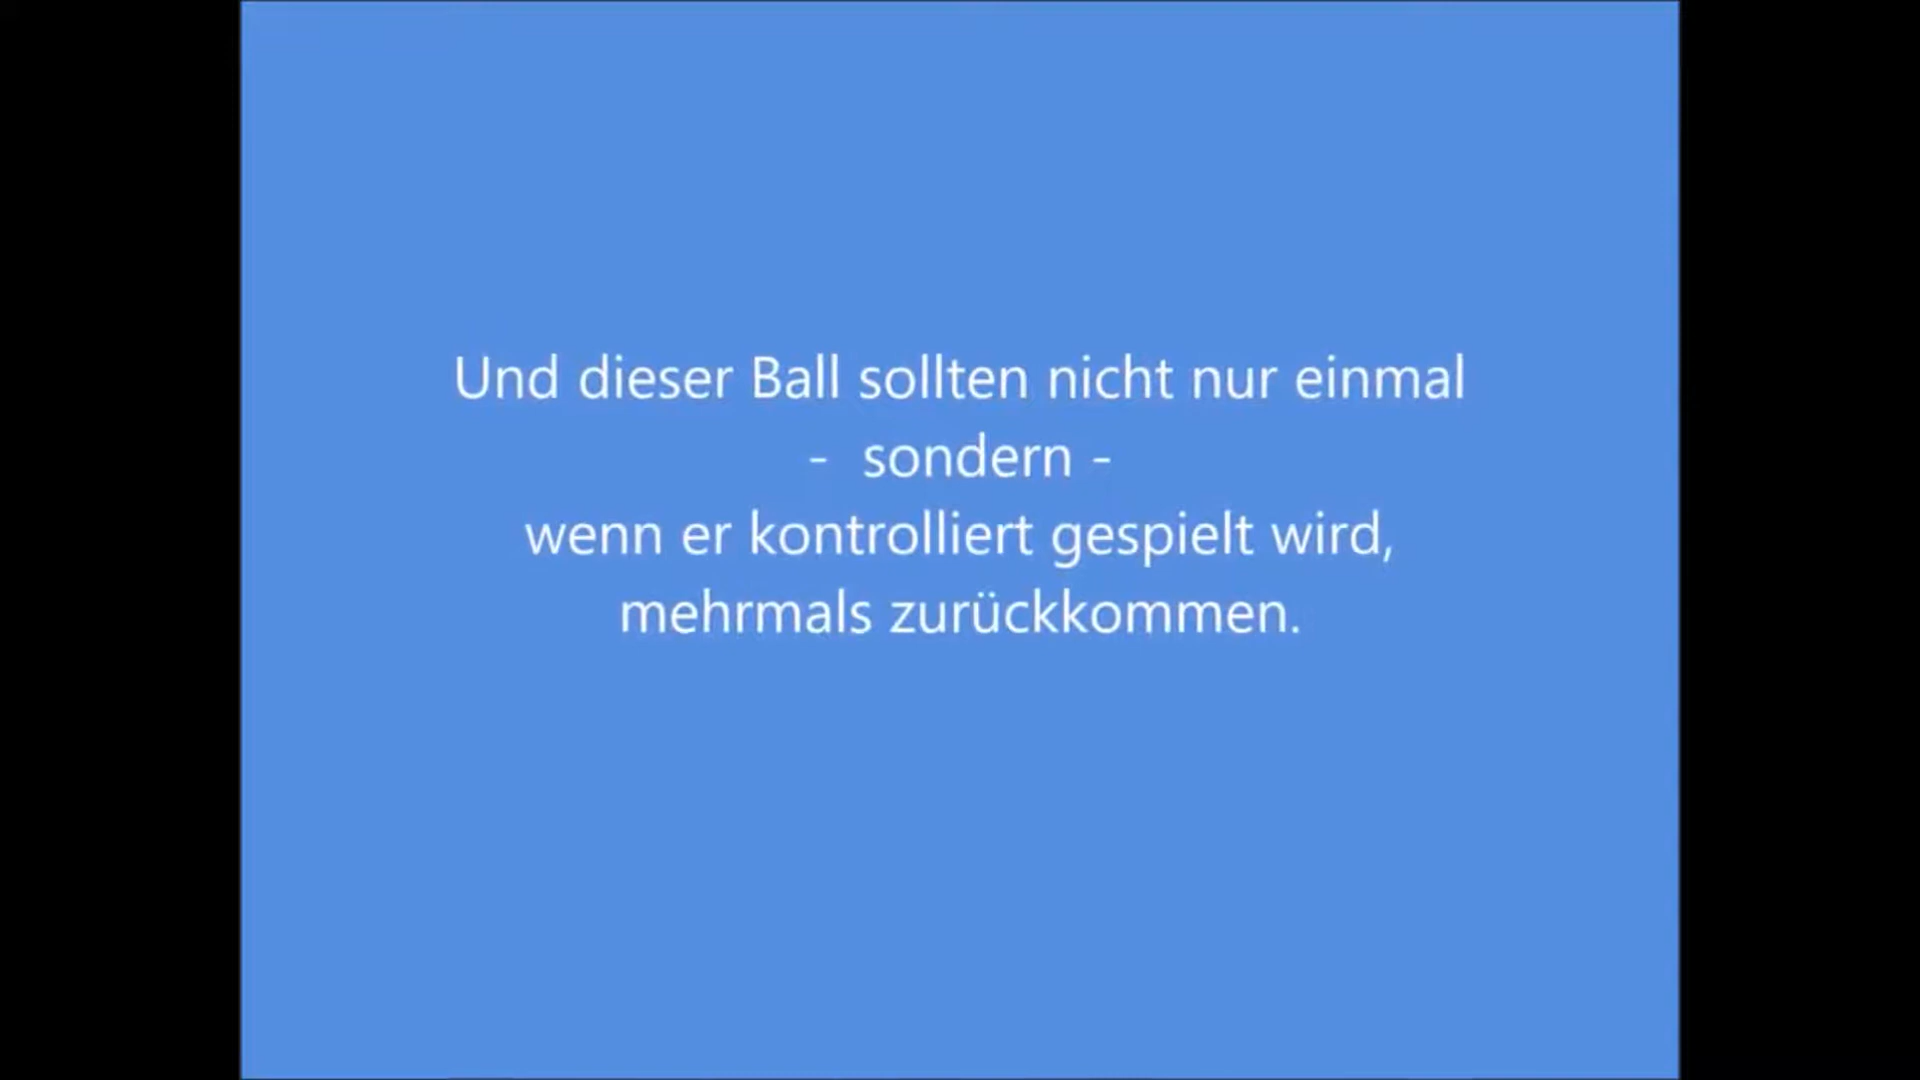 Und dieser Ball sollten nicht nur einmal
- sondern -
wenn er kontrolliert gespielt wird,
mehrmals zurückkommen.